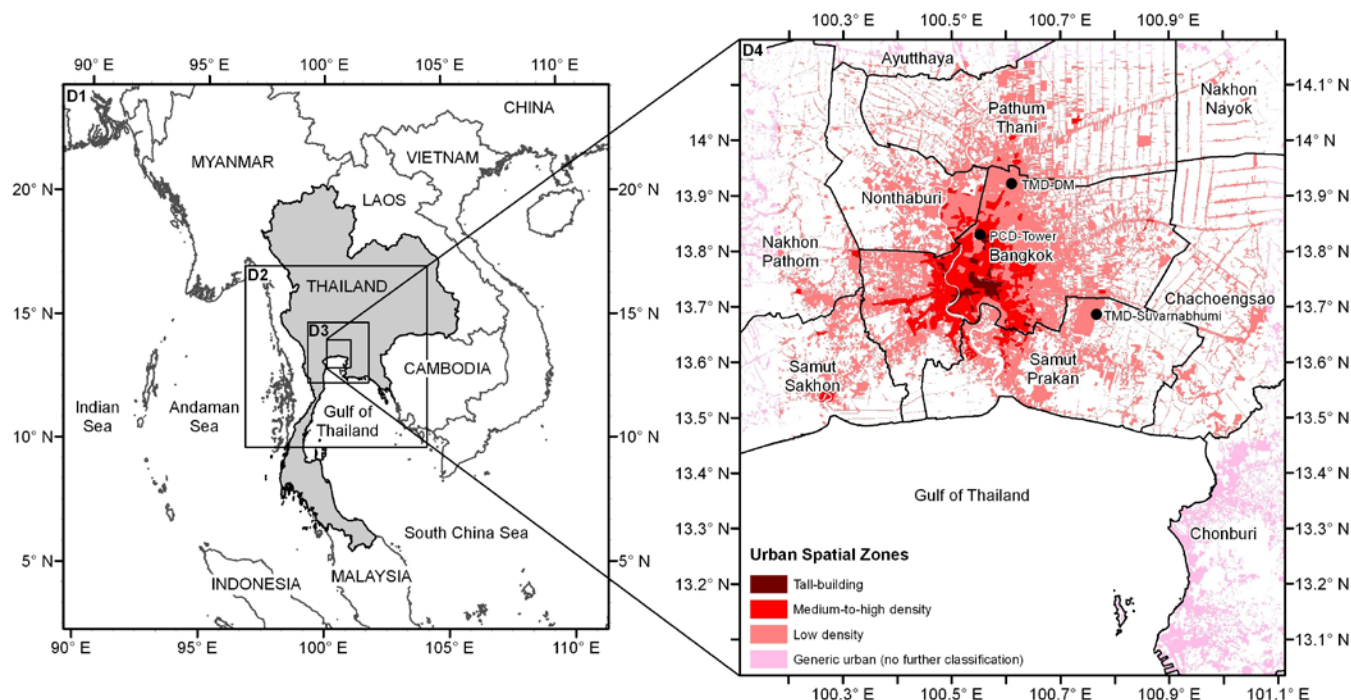 D1
90° E
95° E
100° E
105° E
110° E
CHINA
MYANMAR
VIETNAM
LAOS
20° N
20° N
D2
THAILAND
15° N
15° N
D3
CAMBODIA
Indian
Sea
Andaman
Sea
Gulf of
Thailand
10° N
10° N
South China Sea
5° N
5° N
INDONESIA
MALAYSIA
90° E
95° E
100° E
105° E
110° E
100.3° E
100.5° E
100.7° E
100.9° E
D4
Ayutthaya
Pathum
Thani
Nakhon
Nayok
14.1° N
14° N
14° N
TMD-DM
Nonthaburi
13.9° N
13.9° N
PCD-Tower
Bangkok
Nakhon
Pathom
13.8° N
13.8° N
Chachoengsao
13.7° N
13.7° N
TMD-Suvarnabhumi
Samut
Sakhon
Samut
Prakan
13.6° N
13.6° N
13.5° N
13.5° N
13.4° N
13.4° N
Gulf of Thailand
13.3° N
13.3° N
Chonburi
Urban Spatial Zones
Tall-building
Medium-to-high density
Low density
Generic urban (no further classification)
13.2° N
13.2° N
13.1° N
13.1° N
100.3° E
100.5° E
100.7° E
100.9° E
101.1° E